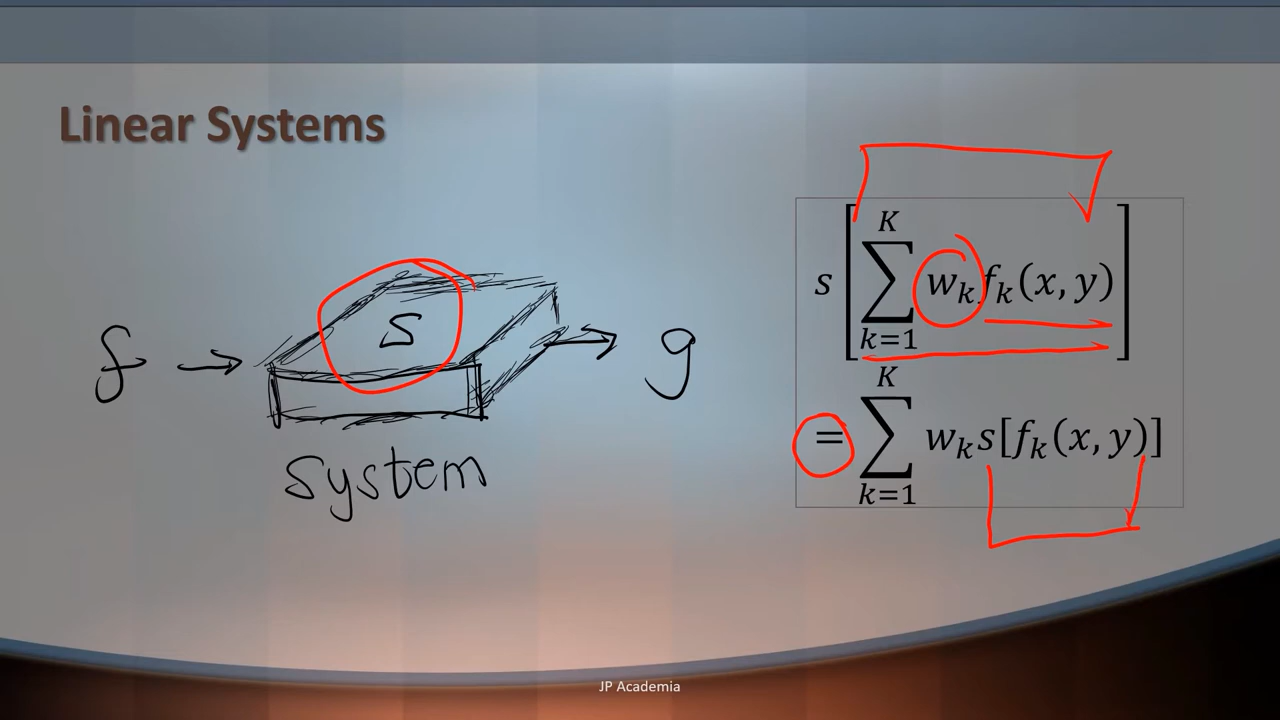 Linear Systems
f → s → g
system
s[∑_{k=1}^{K} w_k f_k(x, y)]
= ∑_{k=1}^{K} w_k s[f_k(x, y)]
JP Academia